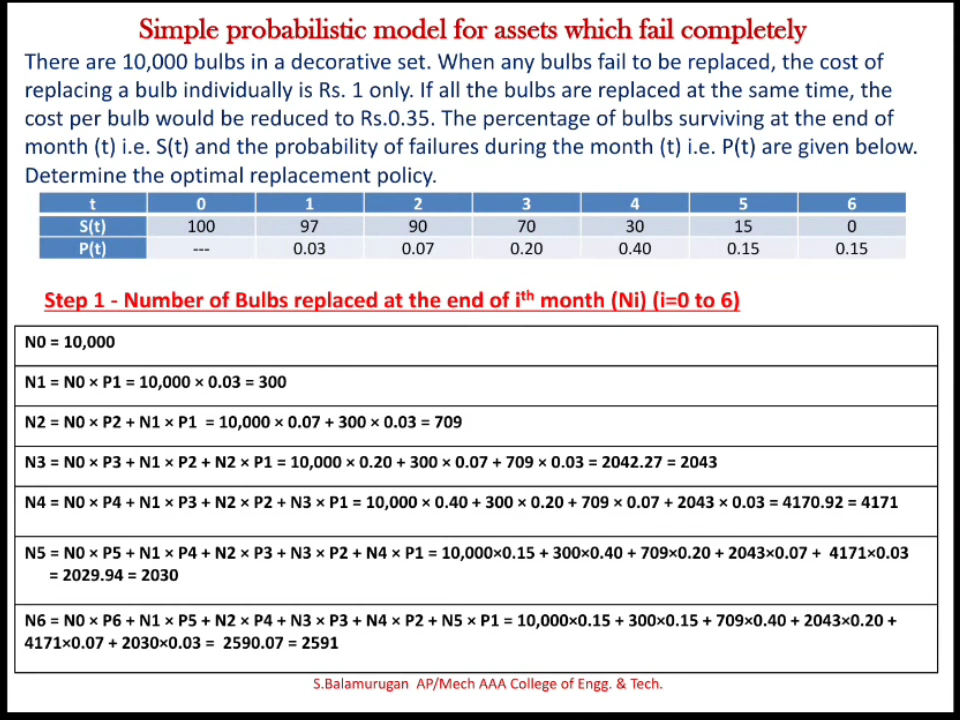 Simple probabilistic model for assets which fail completely
There are 10,000 bulbs in a decorative set. When any bulbs fail to be replaced, the cost of
replacing a bulb individually is Rs. 1 only. If all the bulbs are replaced at the same time, the
cost per bulb would be reduced to Rs.0.35. The percentage of bulbs surviving at the end of
month (t) i.e. S(t) and the probability of failures during the month (t) i.e. P(t) are given below.
Determine the optimal replacement policy.
t 0 1 2 3 4 5 6
S(t) 100 97 90 70 30 15 0
P(t) --- 0.03 0.07 0.20 0.40 0.15 0.15
Step 1 - Number of Bulbs replaced at the end of ith month (Ni) (i=0 to 6)
N0 = 10,000
N1 = N0 × P1 = 10,000 × 0.03 = 300
N2 = N0 × P2 + N1 × P1 = 10,000 × 0.07 + 300 × 0.03 = 709
N3 = N0 × P3 + N1 × P2 + N2 × P1 = 10,000 × 0.20 + 300 × 0.07 + 709 × 0.03 = 2042.27 = 2043
N4 = N0 × P4 + N1 × P3 + N2 × P2 + N3 × P1 = 10,000 × 0.40 + 300 × 0.20 + 709 × 0.07 + 2043 × 0.03 = 4170.92 = 4171
N5 = N0 × P5 + N1 × P4 + N2 × P3 + N3 × P2 + N4 × P1 = 10,000×0.15 + 300×0.40 + 709×0.20 + 2043×0.07 + 4171×0.03
= 2029.94 = 2030
N6 = N0 × P6 + N1 × P5 + N2 × P4 + N3 × P3 + N4 × P2 + N5 × P1 = 10,000×0.15 + 300×0.15 + 709×0.40 + 2043×0.20 +
4171×0.07 + 2030×0.03 = 2590.07 = 2591
S.Balamurugan AP/Mech AAA College of Engg. & Tech.